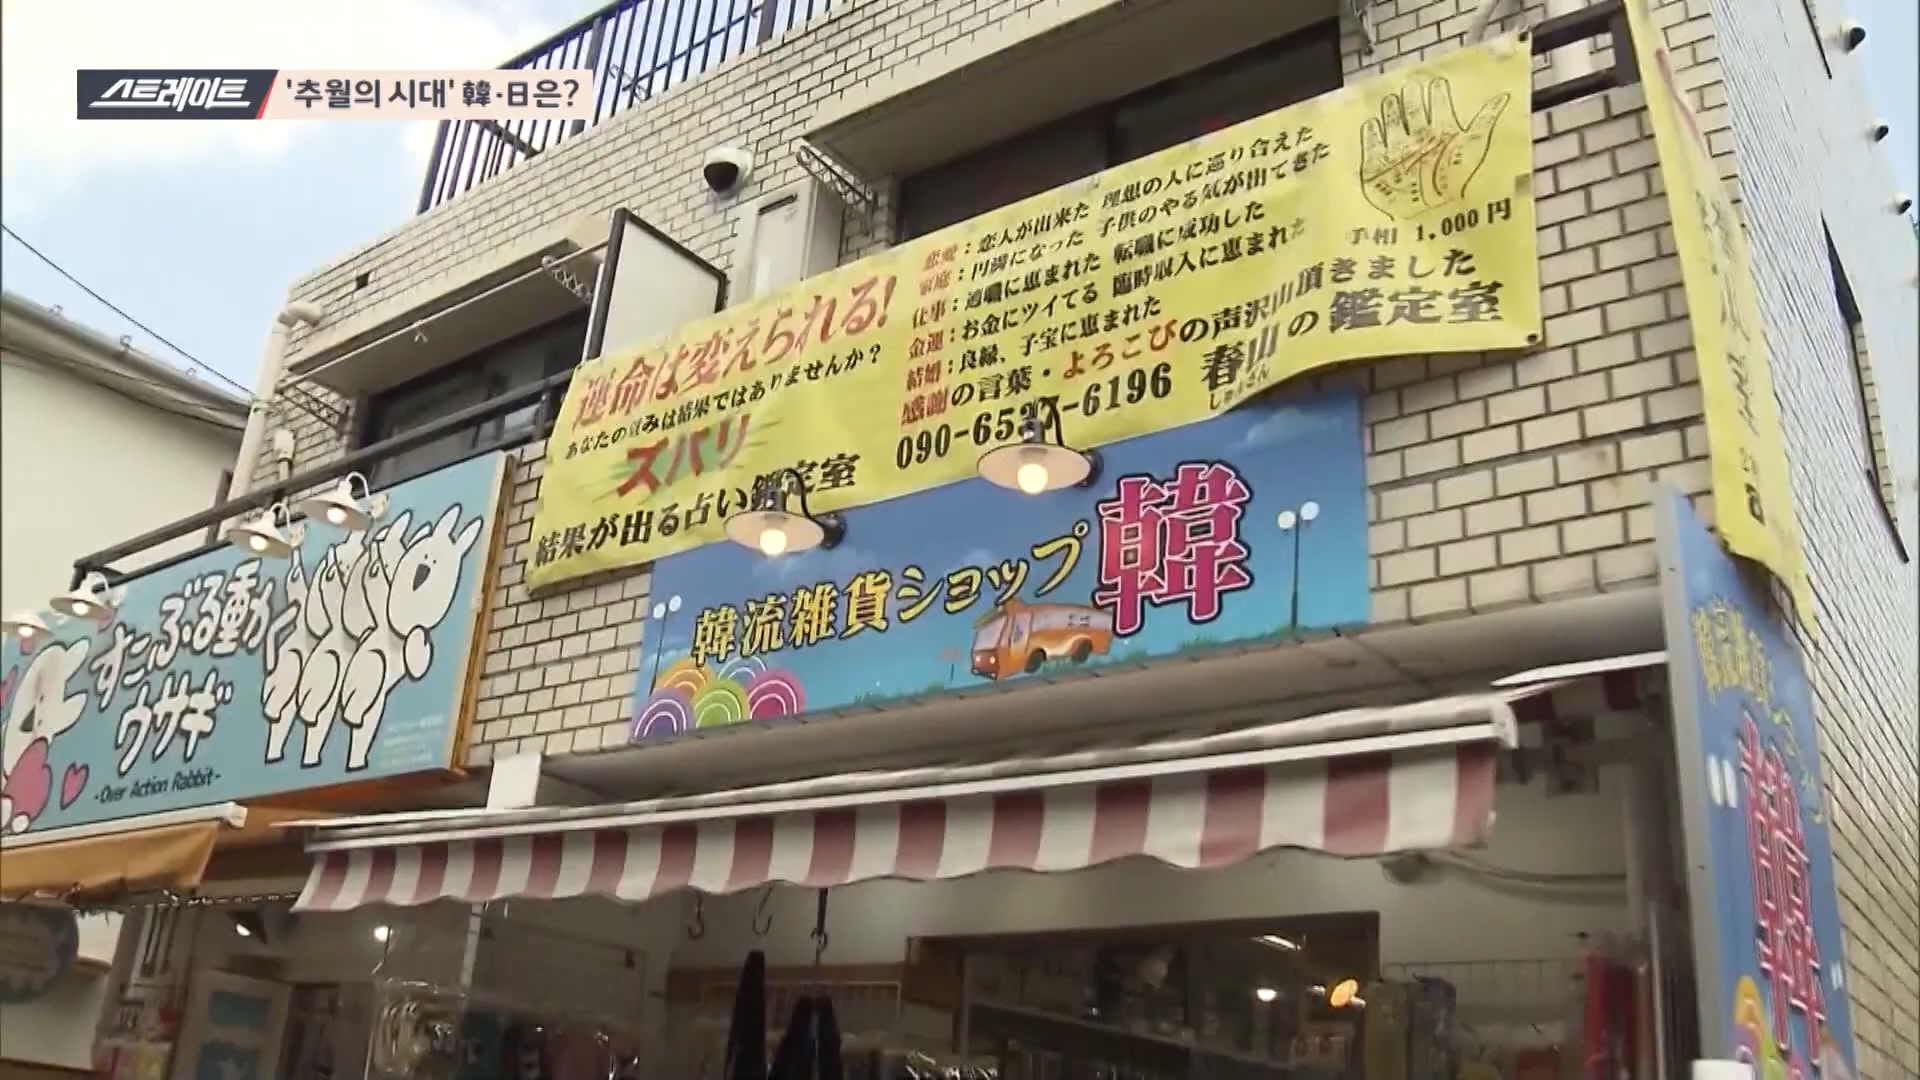 스트레이트 '추월의 시대' 韓·日은?
運命は変えられる!
あなたの歪みは結果ではありませんか?
ズバリ
結果が出る占い鑑定室
恋愛:恋人が出来た 理想の人に巡り合えた
家庭:円満になった 子供のやる気が出てきた
仕事:適職に恵まれた 転職に成功した
金運:お金にツイてる 臨時収入に恵まれた
結婚:良縁、子宝に恵まれた
感謝の言葉・よろこびの声沢山頂きました
090-65 7-6196 春山の鑑定室
手相 1,000円
韓流雑貨ショップ 韓
すこぶる動く
ウサギ
-Over Action Rabbit-
"韓"